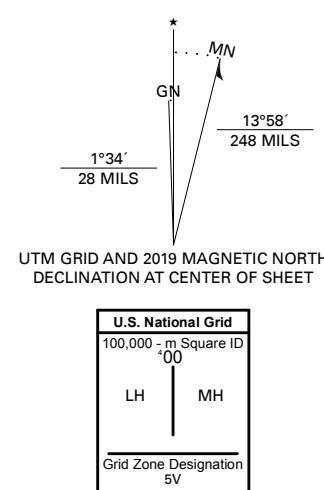 ★
MN
GN
13°58´
248 MILS
1°34´
28 MILS
UTM GRID AND 2019 MAGNETIC NORTH
DECLINATION AT CENTER OF SHEET
U.S. National Grid
100,000 - m Square ID
⁴00
LH MH
Grid Zone Designation
5V